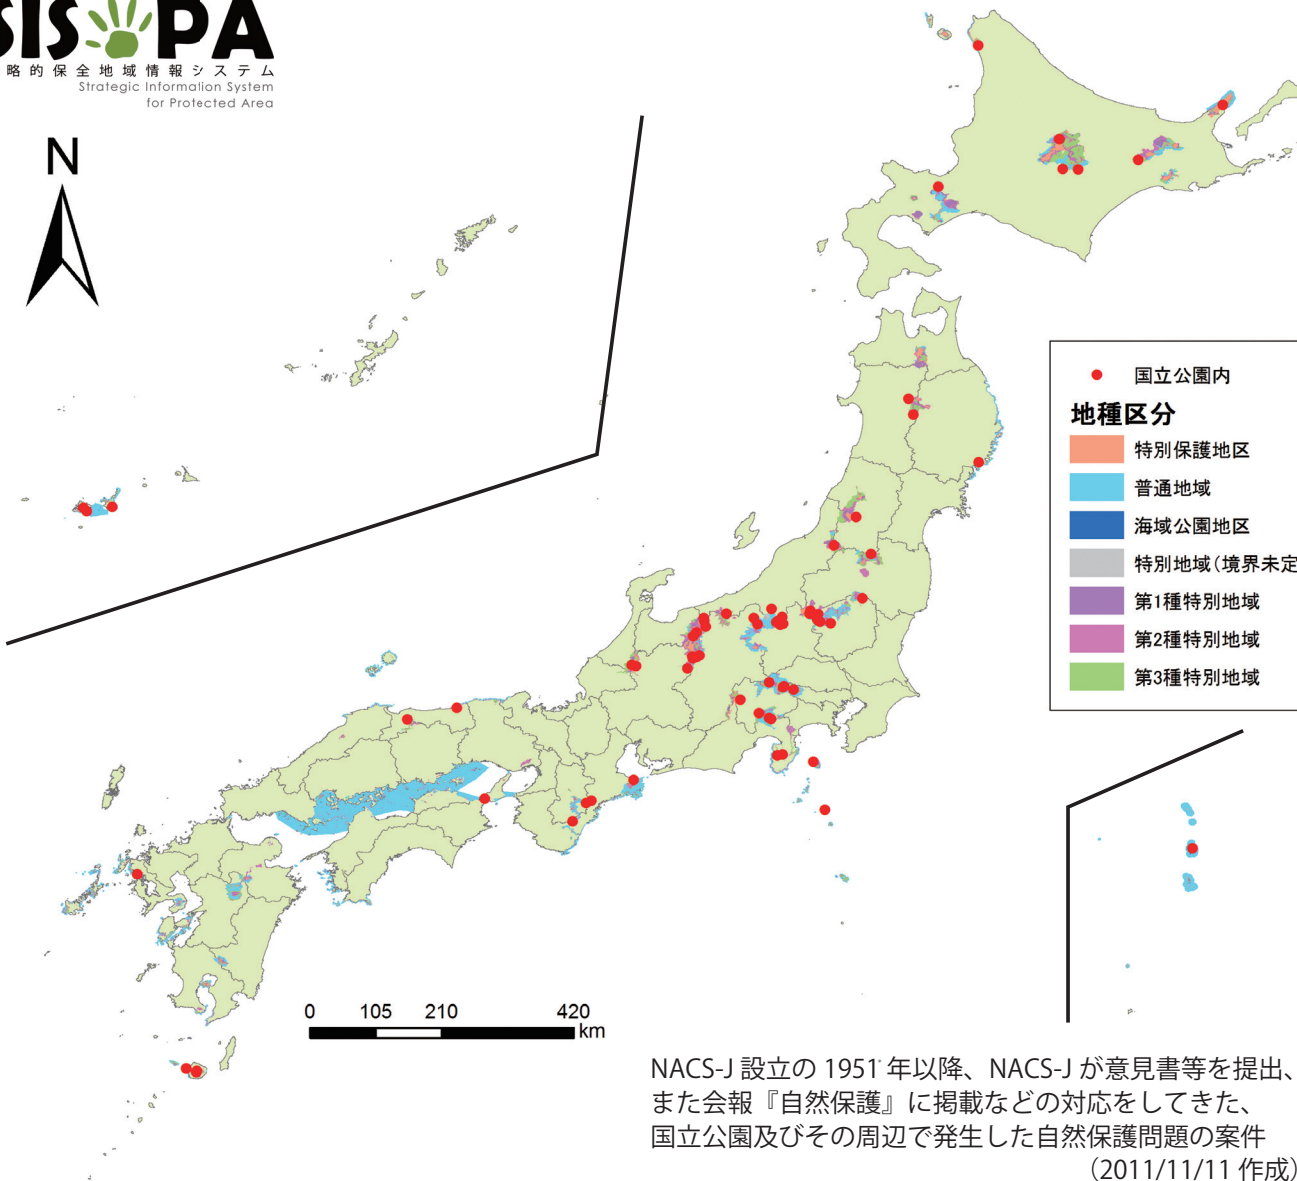 SIS PA
略的保全地域情報システム
Strategic Information System
for Protected Area
N
国立公園内
地種区分
特別保護地区
普通地域
海域公園地区
特別地域(境界未定
第1種特別地域
第2種特別地域
第3種特別地域
0 105 210 420
km
NACS-J 設立の 1951 年以降、NACS-J が意見書等を提出、
また会報『自然保護』に掲載などの対応をしてきた、
国立公園及びその周辺で発生した自然保護問題の案件
（2011/11/11 作成）